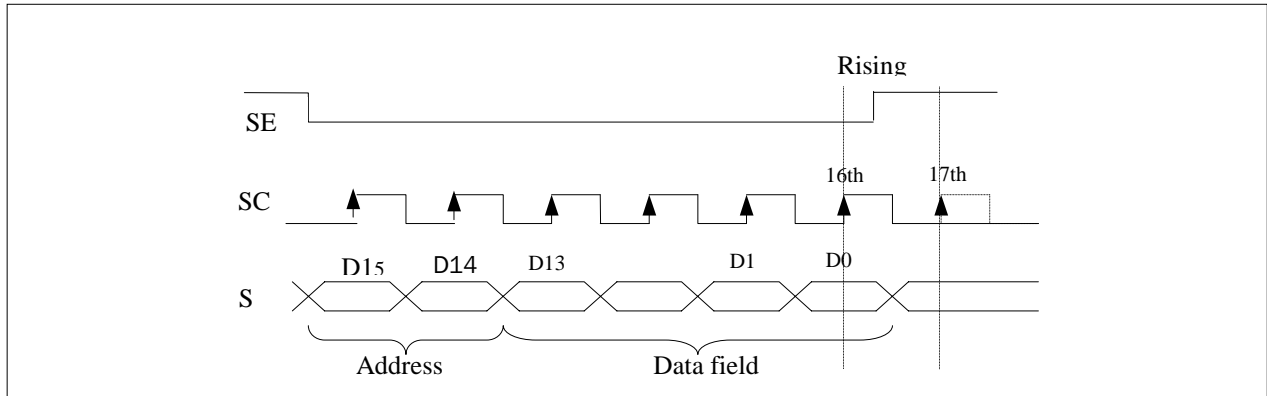 Rising
SE
16th 17th
SC
D15 D14 D13 D1 D0
S
Address Data field